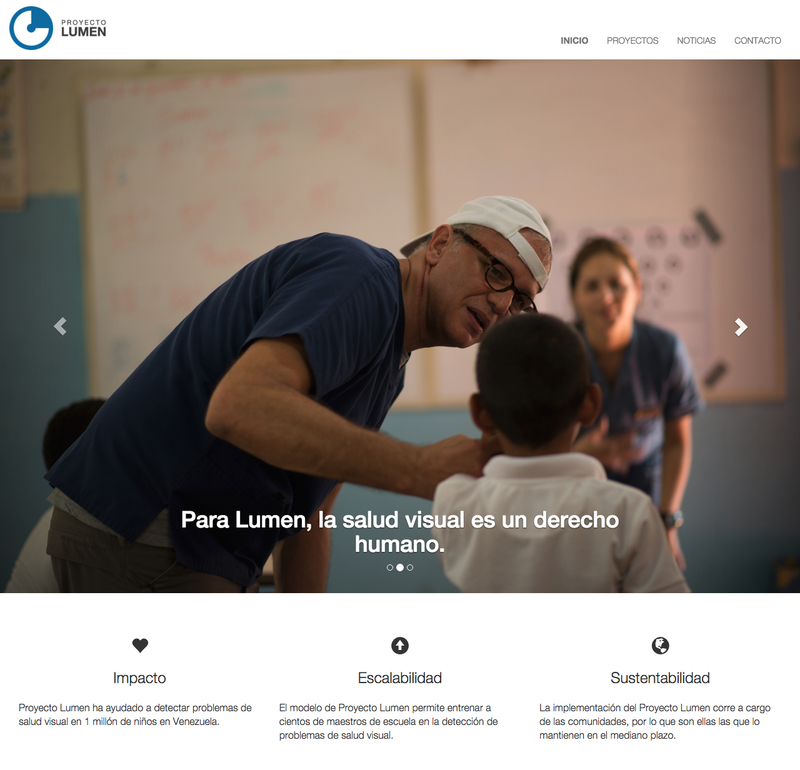 PROYECTO
LUMEN
INICIO PROYECTOS NOTICIAS CONTACTO
Para Lumen, la salud visual es un derecho
humano.
Impacto
Proyecto Lumen ha ayudado a detectar problemas de
salud visual en 1 millón de niños en Venezuela.
Escalabilidad
El modelo de Proyecto Lumen permite entrenar a
cientos de maestros de escuela en la detección de
problemas de salud visual.
Sustentabilidad
La implementación del Proyecto Lumen corre a cargo
de las comunidades, por lo que son ellas las que lo
mantienen en el mediano plazo.